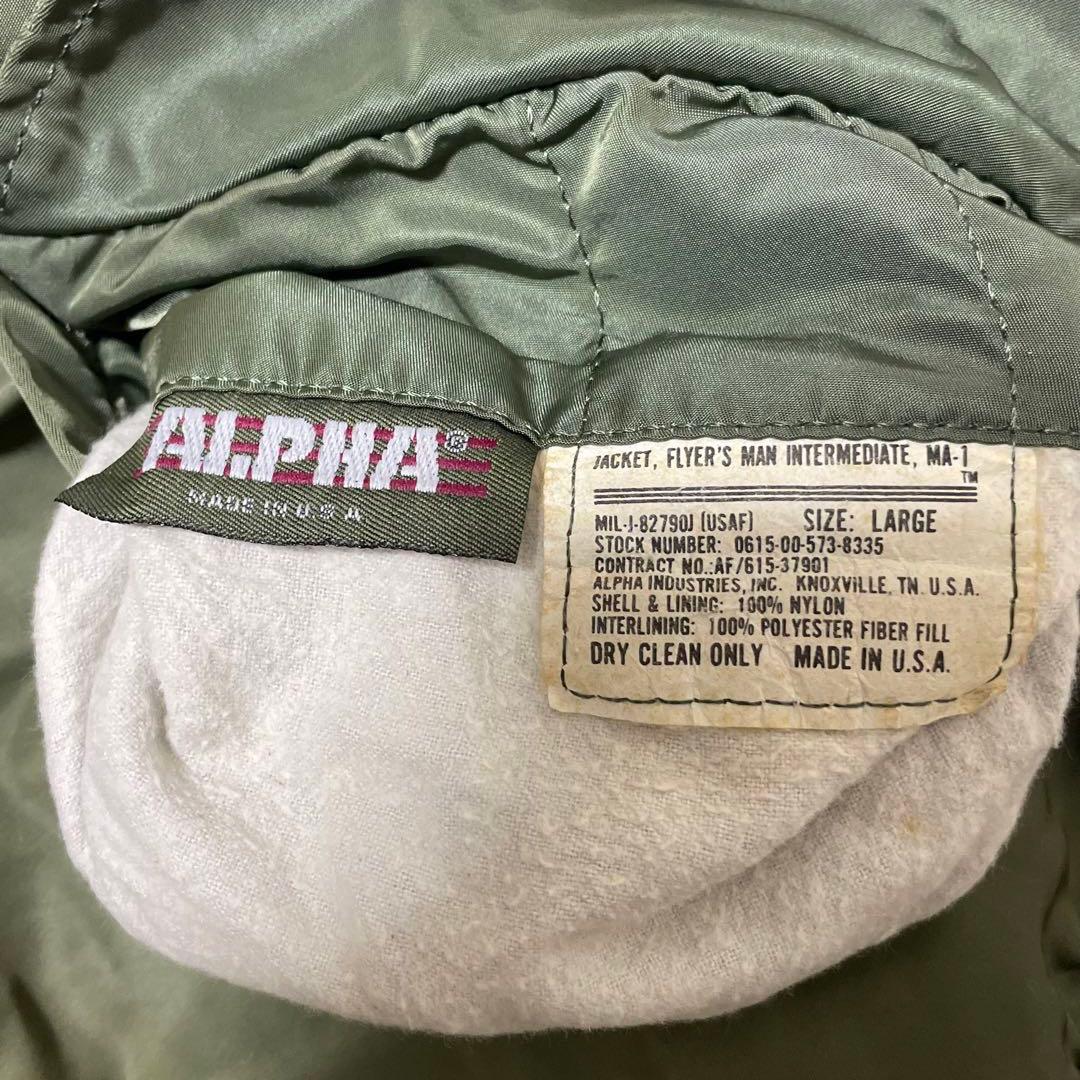 ALPHA®
MADE IN U.S.A
JACKET, FLYER'S MAN INTERMEDIATE, MA-1
TM
MIL-J-82790J (USAF) SIZE: LARGE
STOCK NUMBER: 0615-00-573-8335
CONTRACT NO.:AF/615-37901
ALPHA INDUSTRIES, INC. KNOXVILLE, TN. U.S.A.
SHELL & LINING: 100% NYLON
INTERLINING: 100% POLYESTER FIBER FILL
DRY CLEAN ONLY MADE IN U.S.A.